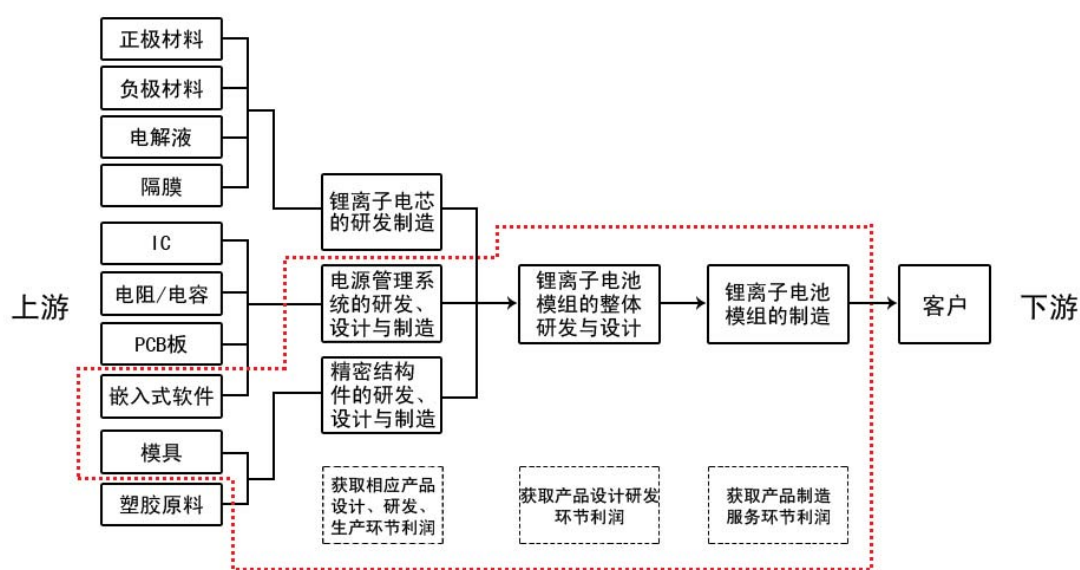 正极材料
负极材料
电解液
隔膜
IC
电阻/电容
PCB板
嵌入式软件
模具
塑胶原料
上游
锂离子电芯
的研发制造
电源管理系
统的研发、
设计与制造
精密结构
件的研发、
设计与制造
锂离子电池
模组的整体
研发与设计
锂离子电池
模组的制造
客户
下游
获取相应产品
设计、研发、
生产环节利润
获取产品设计研发
环节利润
获取产品制造
服务环节利润